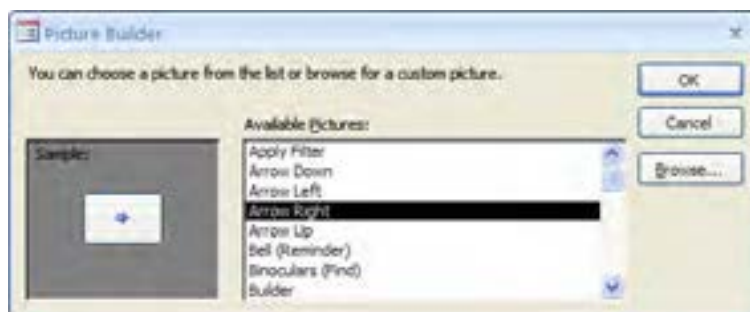 Picture Builder
You can choose a picture from the list or browse for a custom picture.
OK
Cancel
Browse...
Sample:
Available Pictures:
Apply Filter
Arrow Down
Arrow Left
Arrow Right
Arrow Up
Bell (Reminder)
Binoculars (Find)
Builder